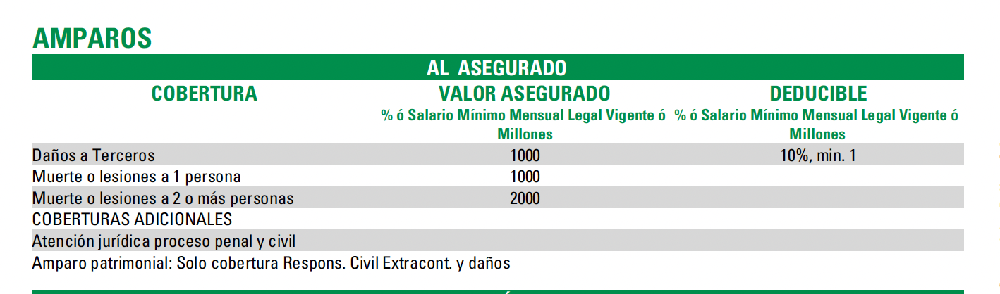 AMPAROS
AL ASEGURADO
COBERTURA VALOR ASEGURADO DEDUCIBLE
% ó Salario Mínimo Mensual Legal Vigente ó % ó Salario Mínimo Mensual Legal Vigente ó
Millones Millones
Daños a Terceros 1000 10%, min. 1
Muerte o lesiones a 1 persona 1000
Muerte o lesiones a 2 o más personas 2000
COBERTURAS ADICIONALES
Atención jurídica proceso penal y civil
Amparo patrimonial: Solo cobertura Respons. Civil Extracont. y daños